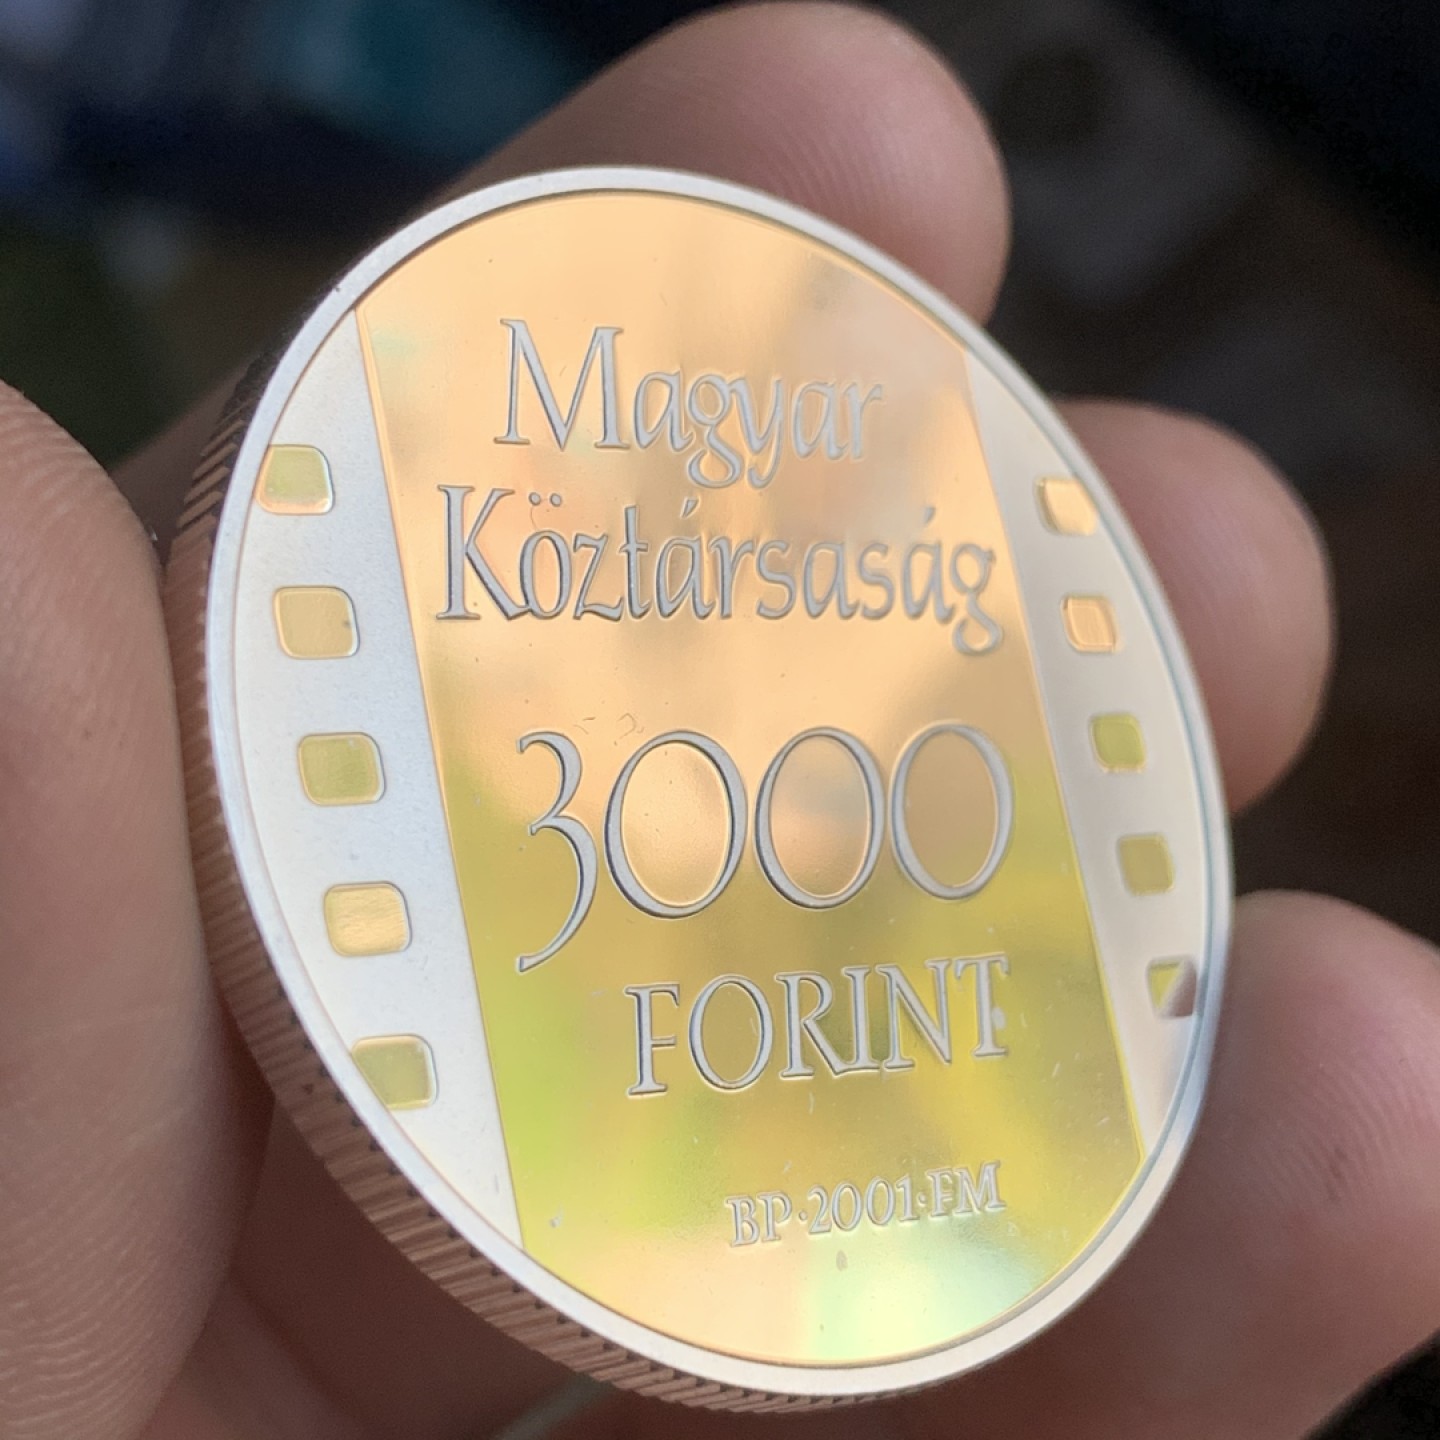 Magyar
Köztársaság
3000
FORINT
BP·2001·FM